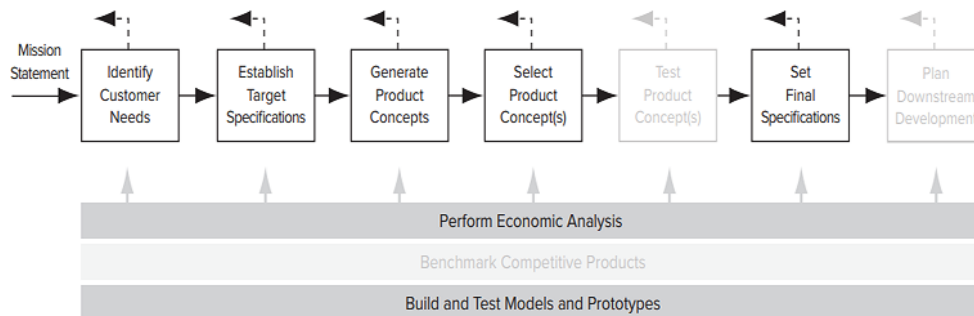 Mission
Statement
Identify
Customer
Needs
Establish
Target
Specifications
Generate
Product
Concepts
Select
Product
Concept(s)
Test
Product
Concept(s)
Set
Final
Specifications
Plan
Downstream
Development
Perform Economic Analysis
Benchmark Competitive Products
Build and Test Models and Prototypes